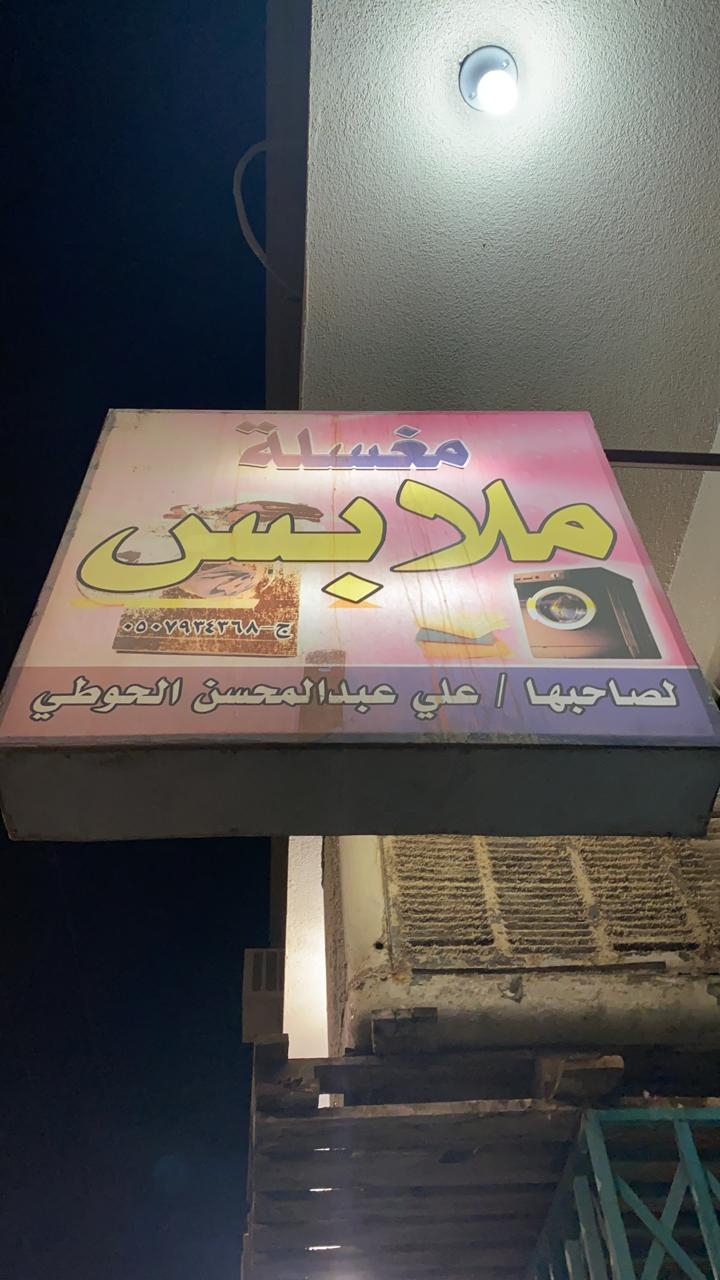 مغسلة
ملابس
ج-٠٥٠٧٩٣٤٣٦٨
لصاحبها / علي عبدالمحسن الحوطي